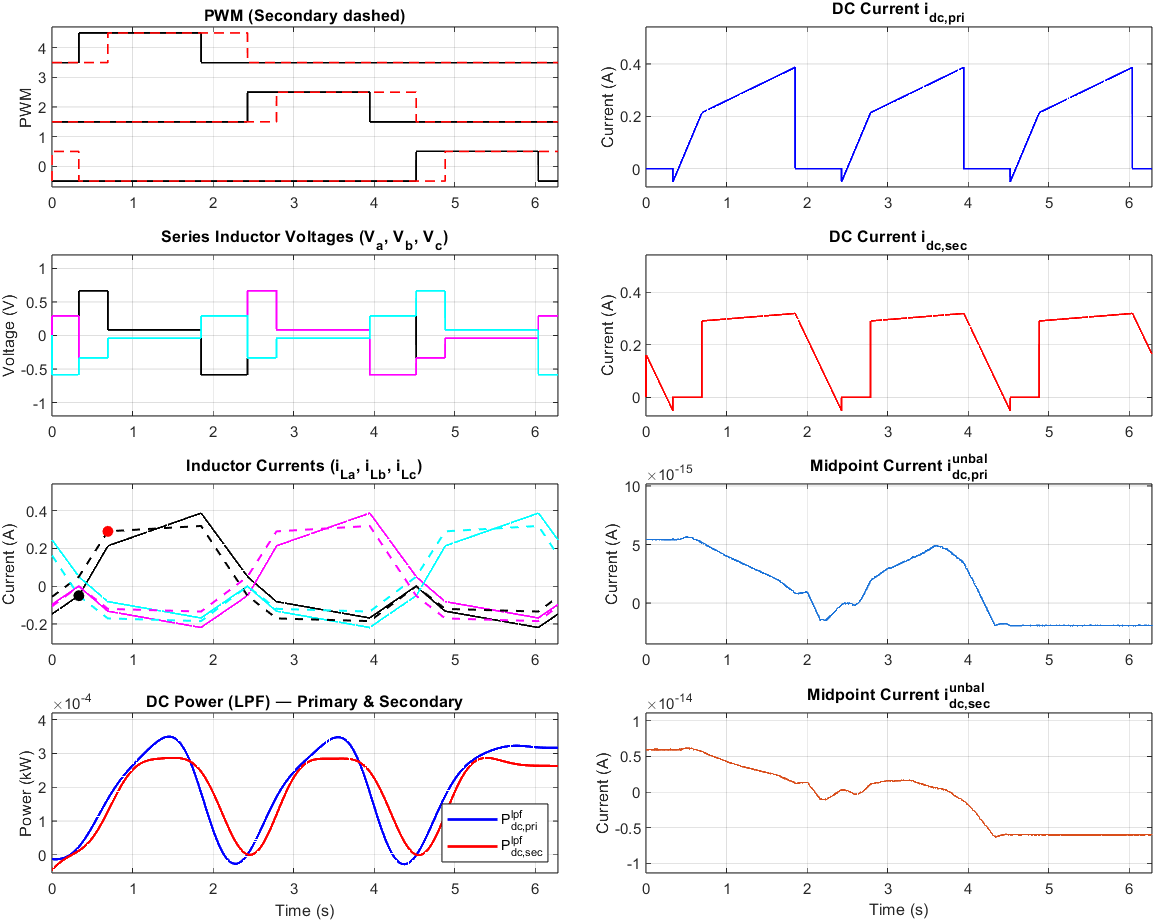 PWM (Secondary dashed)
PWM
4
3
2
1
0
0 1 2 3 4 5 6
DC Current i_dc,pri
Current (A)
0.4
0.2
0
0 1 2 3 4 5 6
Series Inductor Voltages (V_a, V_b, V_c)
Voltage (V)
1
0.5
0
-0.5
-1
0 1 2 3 4 5 6
DC Current i_dc,sec
Current (A)
0.4
0.2
0
0 1 2 3 4 5 6
Inductor Currents (i_La, i_Lb, i_Lc)
Current (A)
0.4
0.2
0
-0.2
0 1 2 3 4 5 6
Midpoint Current i_dc,pri^unbal
×10^-15
Current (A)
10
5
0
0 1 2 3 4 5 6
DC Power (LPF) — Primary & Secondary
×10^-4
Power (kW)
4
3
2
1
0
P_dc,pri^lpf
P_dc,sec^lpf
0 1 2 3 4 5 6
Time (s)
Midpoint Current i_dc,sec^unbal
×10^-14
Current (A)
1
0.5
0
-0.5
-1
0 1 2 3 4 5 6
Time (s)